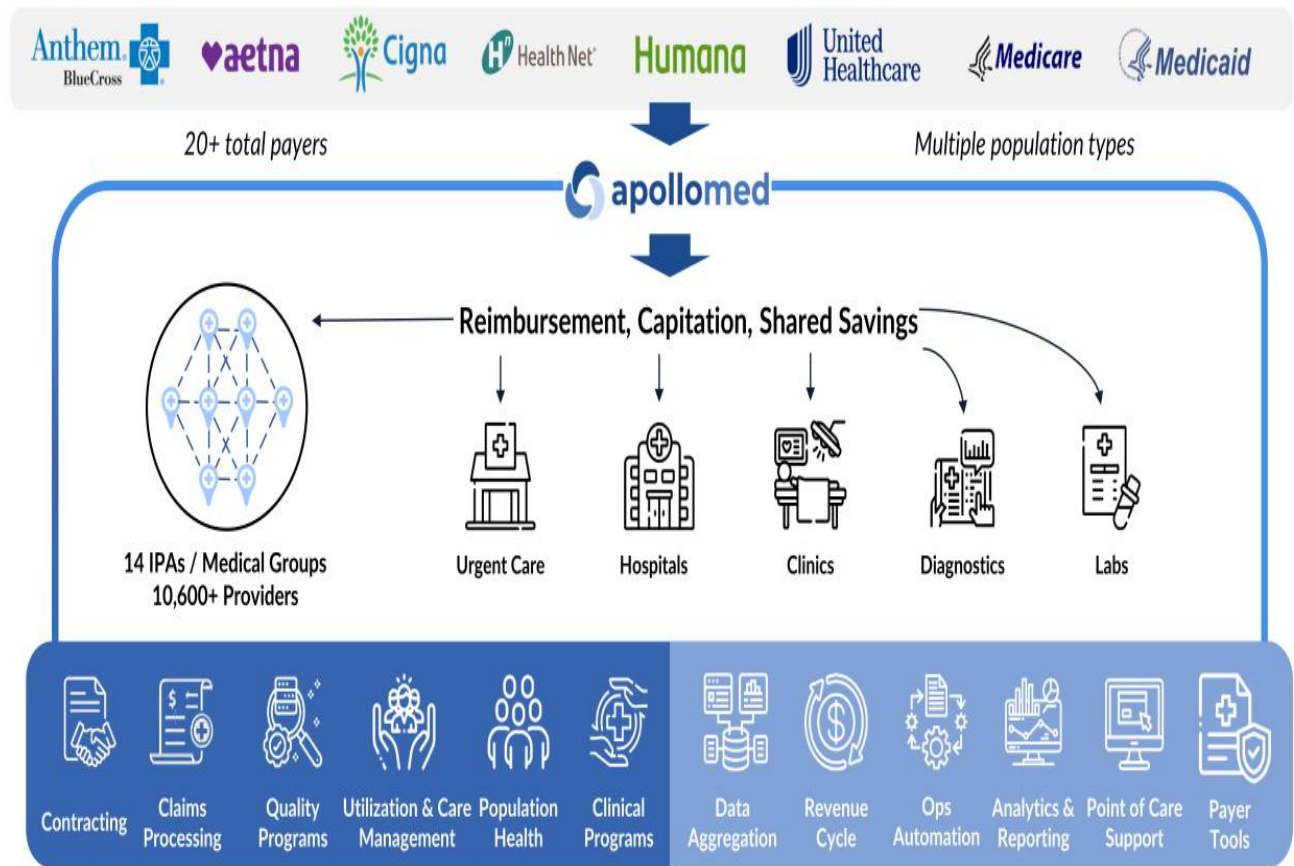 Anthem
BlueCross
aetna
Cigna
Hn Health Net
Humana
United
Healthcare
Medicare
Medicaid
20+ total payers
Multiple population types
apollomed
Reimbursement, Capitation, Shared Savings
14 IPAs / Medical Groups
10,600+ Providers
Urgent Care
Hospitals
Clinics
Diagnostics
Labs
Contracting
Claims
Processing
Quality
Programs
Utilization & Care
Management
Population
Health
Clinical
Programs
Data
Aggregation
Revenue
Cycle
Ops
Automation
Analytics &
Reporting
Point of Care
Support
Payer
Tools